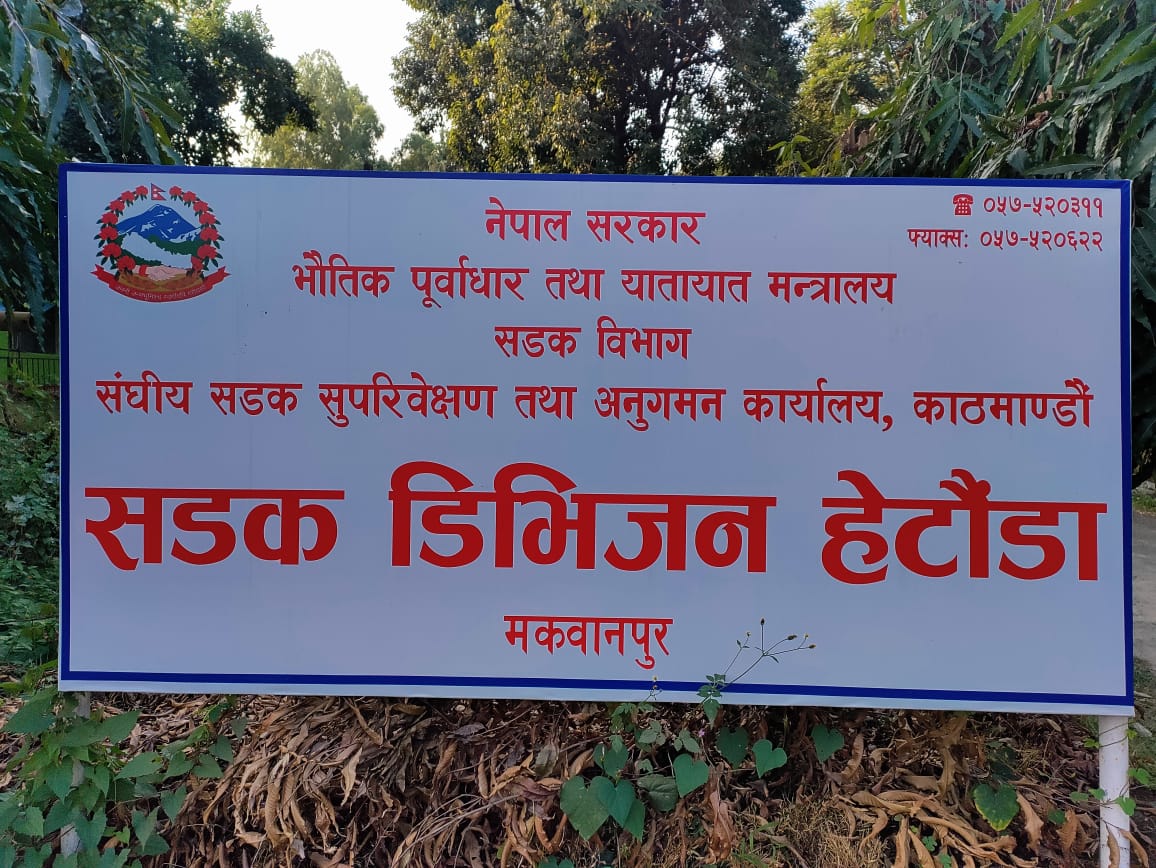 ☎ ०५७-५२०३११
फ्याक्स: ०५७-५२०६२२
नेपाल सरकार
भौतिक पूर्वाधार तथा यातायात मन्त्रालय
सडक विभाग
संघीय सडक सुपरिवेक्षण तथा अनुगमन कार्यालय, काठमाण्डौं
सडक डिभिजन हेटौंडा
मकवानपुर